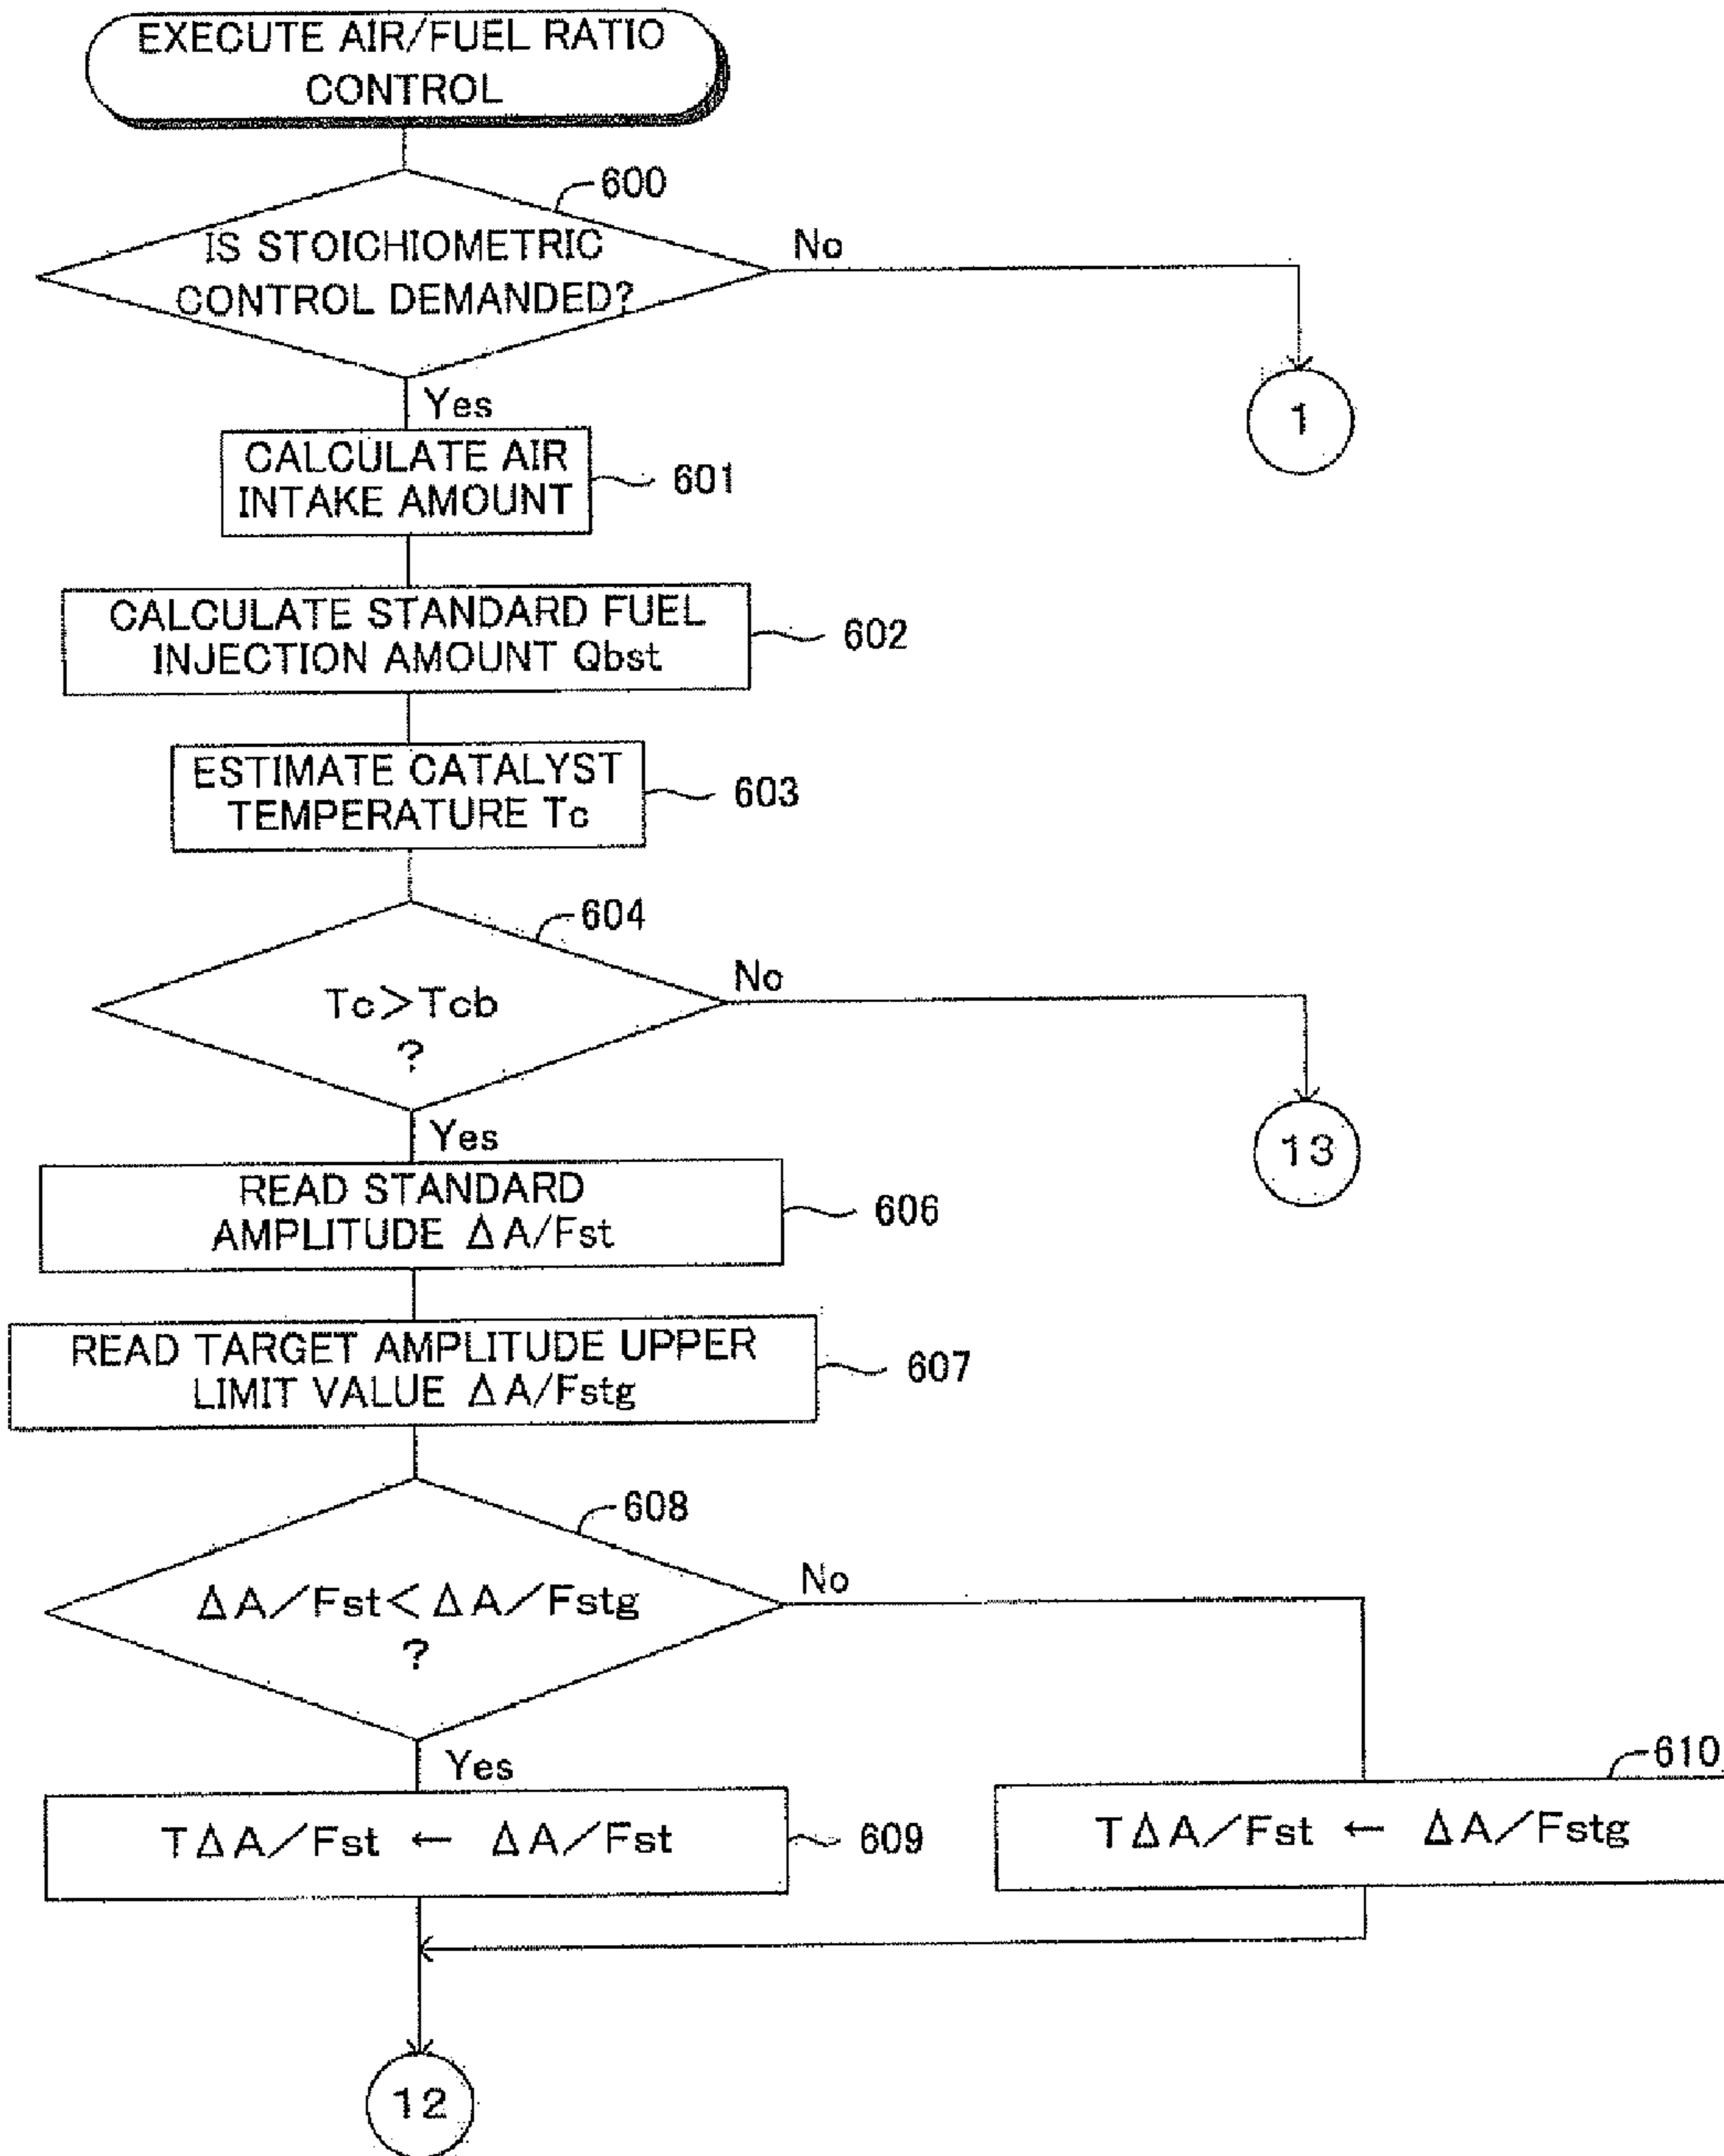 EXECUTE AIR/FUEL RATIO
CONTROL
600
IS STOICHIOMETRIC
CONTROL DEMANDED?
No
1
Yes
CALCULATE AIR
INTAKE AMOUNT
601
CALCULATE STANDARD FUEL
INJECTION AMOUNT Qbst
602
ESTIMATE CATALYST
TEMPERATURE Tc
603
604
Tc>Tcb
?
No
13
Yes
READ STANDARD
AMPLITUDE ΔA/Fst
606
READ TARGET AMPLITUDE UPPER
LIMIT VALUE ΔA/Fstg
607
608
ΔA/Fst<ΔA/Fstg
?
No
Yes
TΔA/Fst ← ΔA/Fst
609
610
TΔA/Fst ← ΔA/Fstg
12